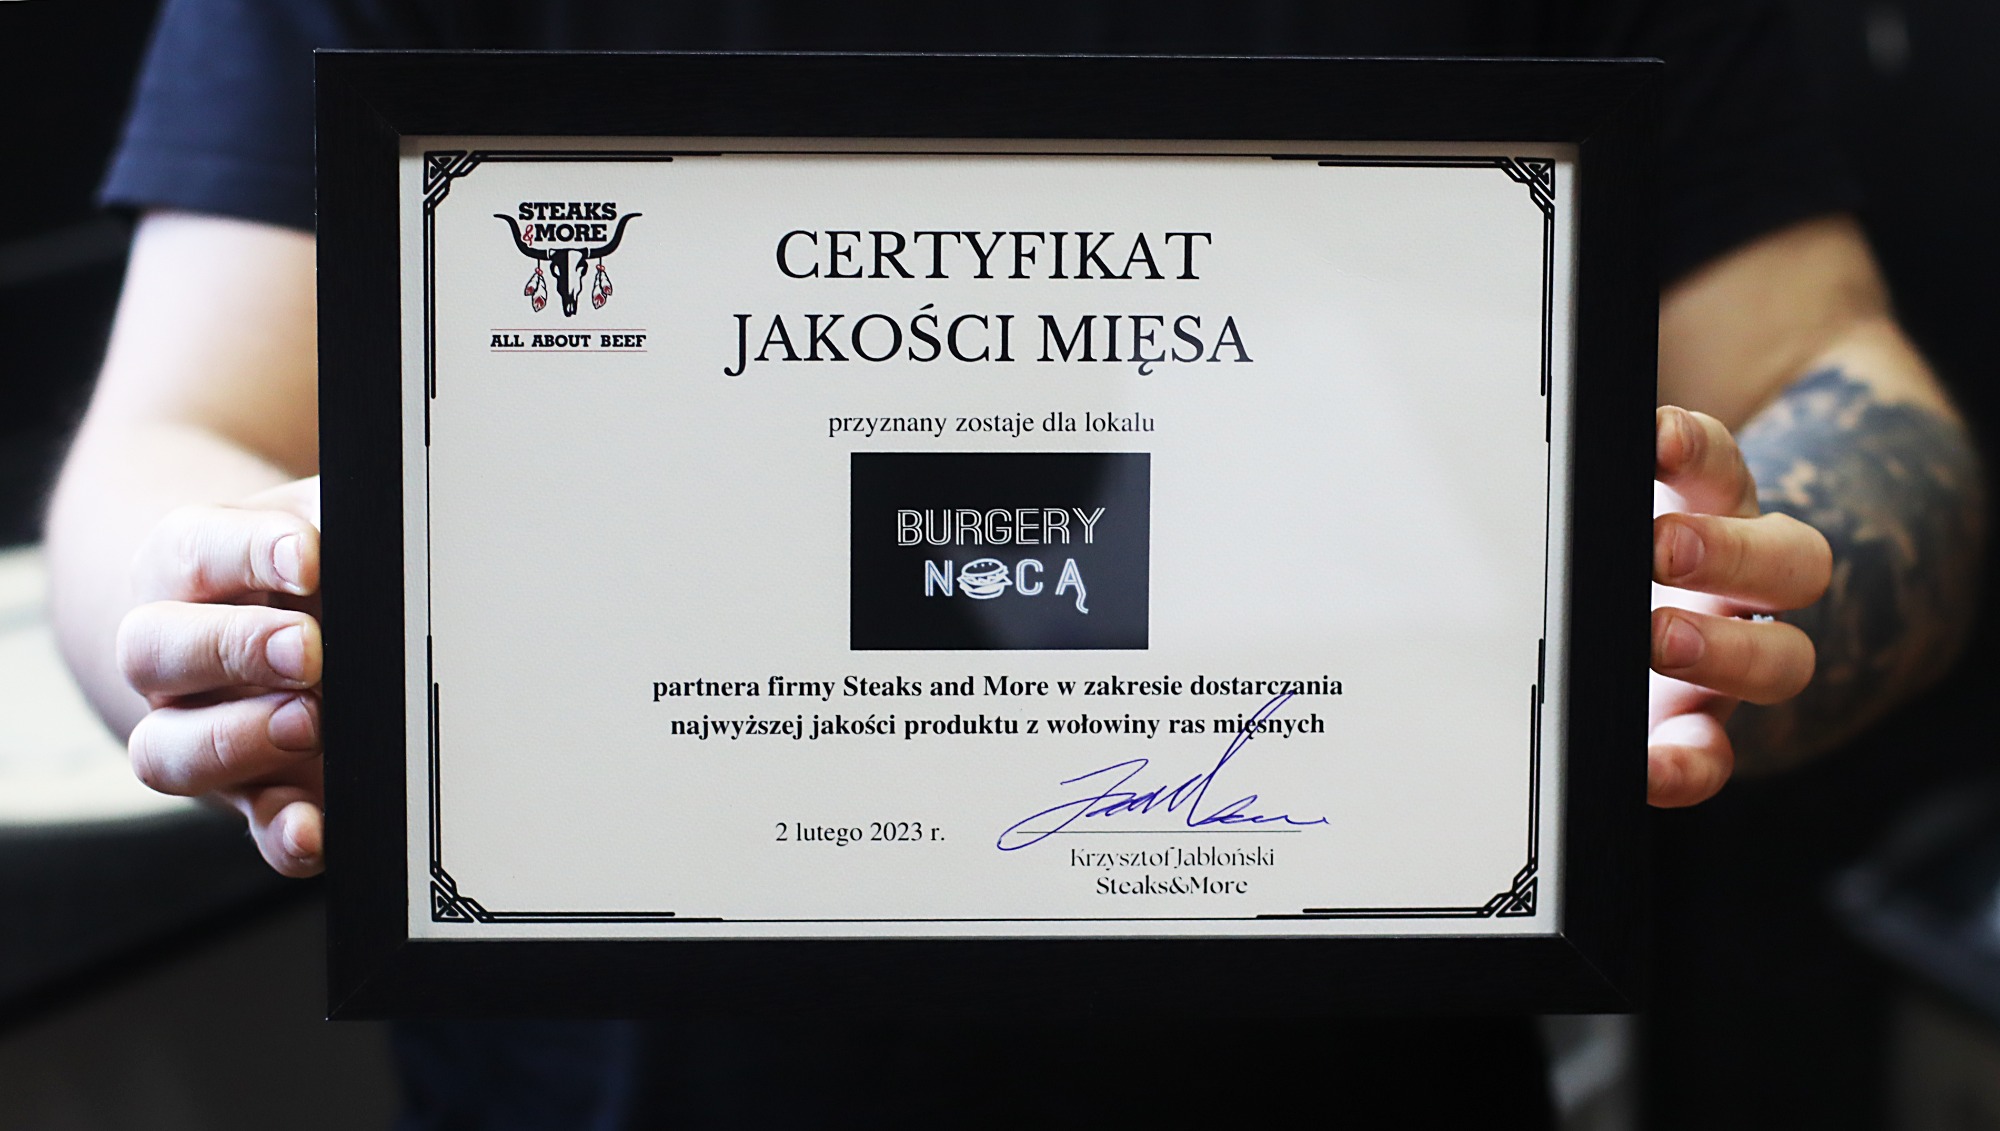 STEAKS
&MORE
ALL ABOUT BEEF
CERTYFIKAT
JAKOŚCI MIĘSA
przyznany zostaje dla lokalu
BURGERY
NOCĄ
partnera firmy Steaks and More w zakresie dostarczania
najwyższej jakości produktu z wołowiny ras mięsnych
2 lutego 2023 r.
Krzysztof Jabłoński
Steaks&More